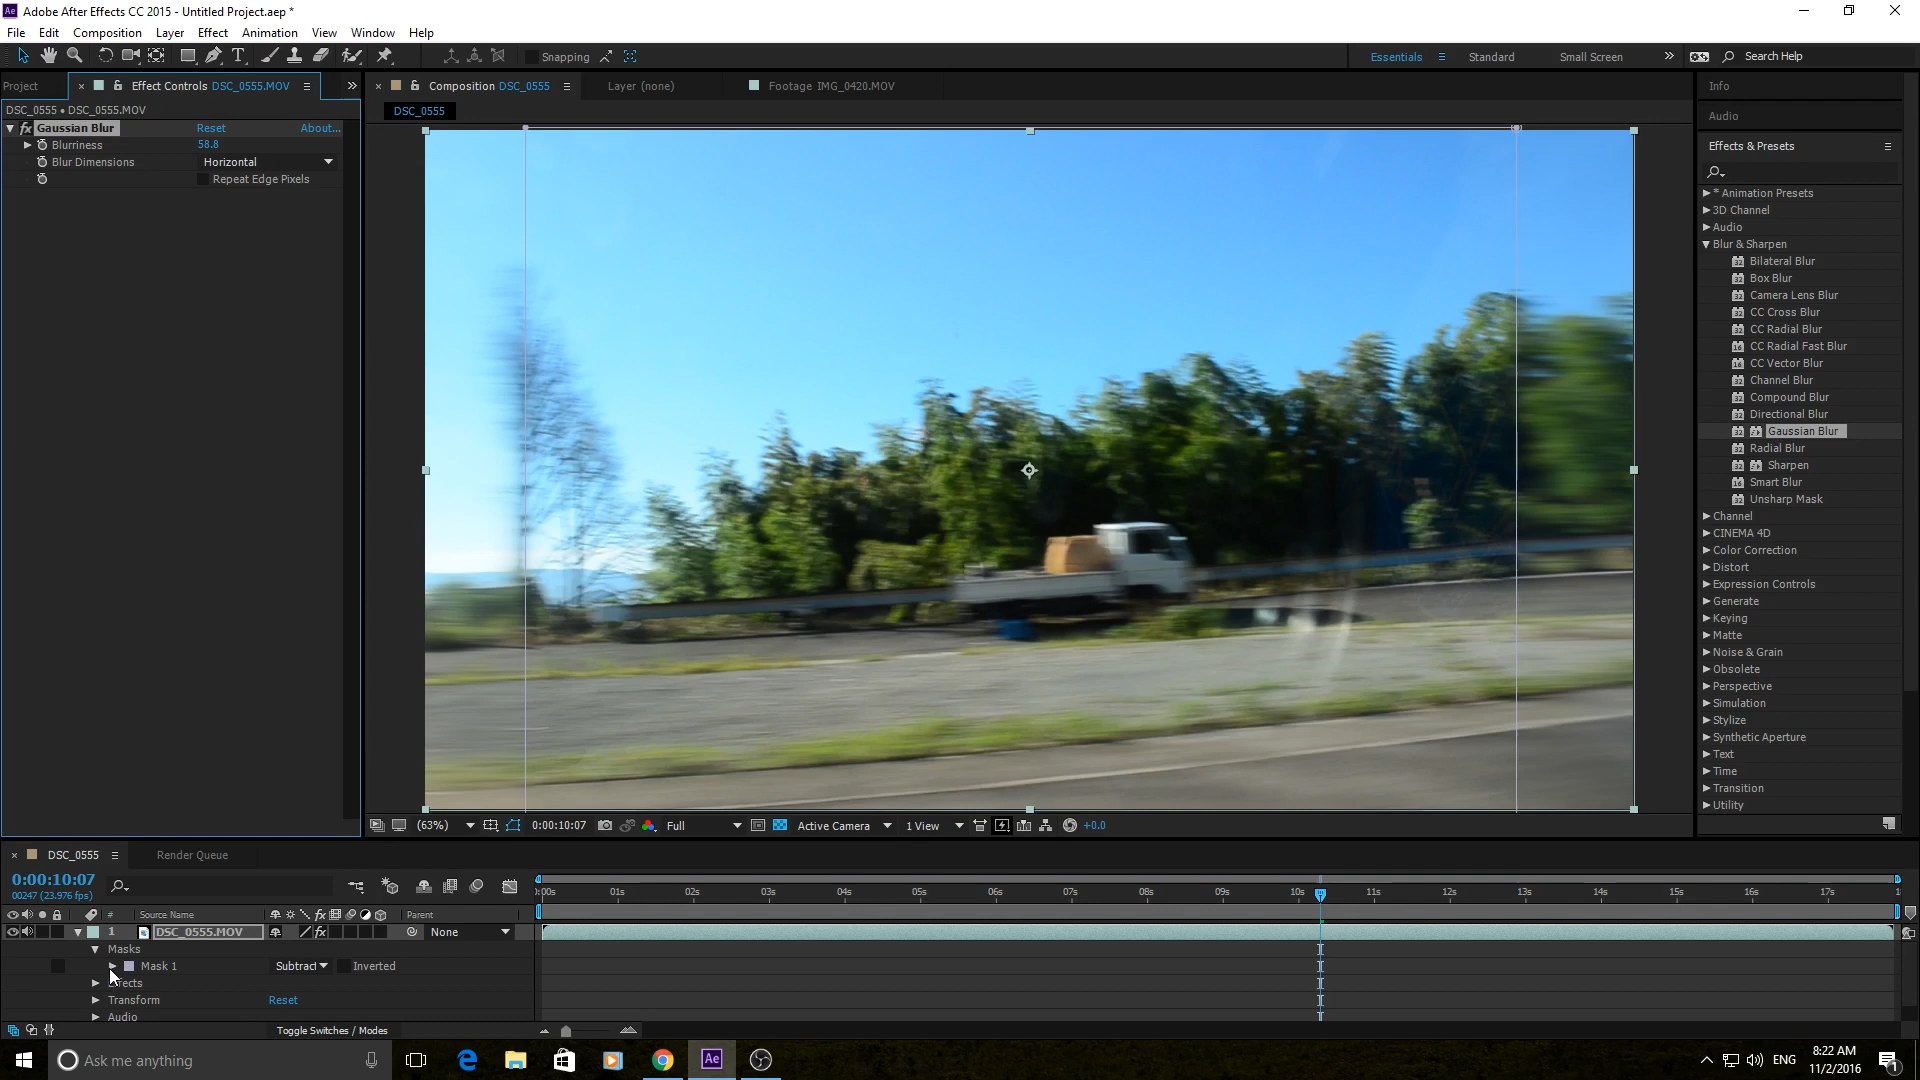 Adobe After Effects CC 2015 - Untitled Project.aep *
File Edit Composition Layer Effect Animation View Window Help
Snapping
Essentials Standard Small Screen Search Help
Project Effect Controls DSC_0555.MOV
Composition DSC_0555 Layer (none) Footage IMG_0420.MOV
DSC_0555 • DSC_0555.MOV
fx Gaussian Blur Reset About...
Blurriness 58.8
Blur Dimensions Horizontal
Repeat Edge Pixels
DSC_0555
Info
Audio
Effects & Presets
* Animation Presets
3D Channel
Audio
Blur & Sharpen
Bilateral Blur
Box Blur
Camera Lens Blur
CC Cross Blur
CC Radial Blur
CC Radial Fast Blur
CC Vector Blur
Channel Blur
Compound Blur
Directional Blur
Gaussian Blur
Radial Blur
Sharpen
Smart Blur
Unsharp Mask
Channel
CINEMA 4D
Color Correction
Distort
Expression Controls
Generate
Keying
Matte
Noise & Grain
Obsolete
Perspective
Simulation
Stylize
Synthetic Aperture
Text
Time
Transition
Utility
(63%) 0:00:10:07 Full Active Camera 1 View +0.0
DSC_0555 Render Queue
0:00:10:07
00247 (23.976 fps)
:00s 01s 02s 03s 04s 05s 06s 07s 08s 09s 10s 11s 12s 13s 14s 15s 16s 17s
# Source Name fx Parent
1 DSC_0555.MOV fx None
Masks
Mask 1 Subtract Inverted
Transform Reset
Audio
Toggle Switches / Modes
Ask me anything
Ae
ENG
8:22 AM
11/2/2016
1